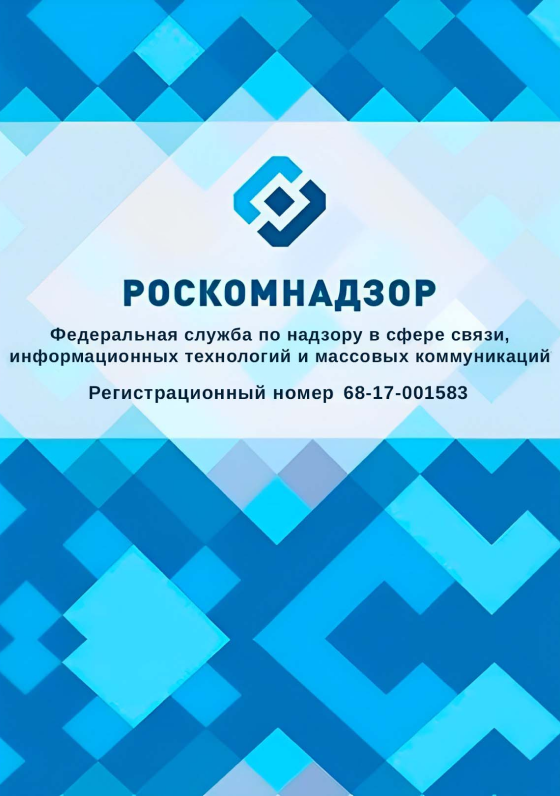 РОСКОМНАДЗОР
Федеральная служба по надзору в сфере связи,
информационных технологий и массовых коммуникаций
Регистрационный номер 68-17-001583